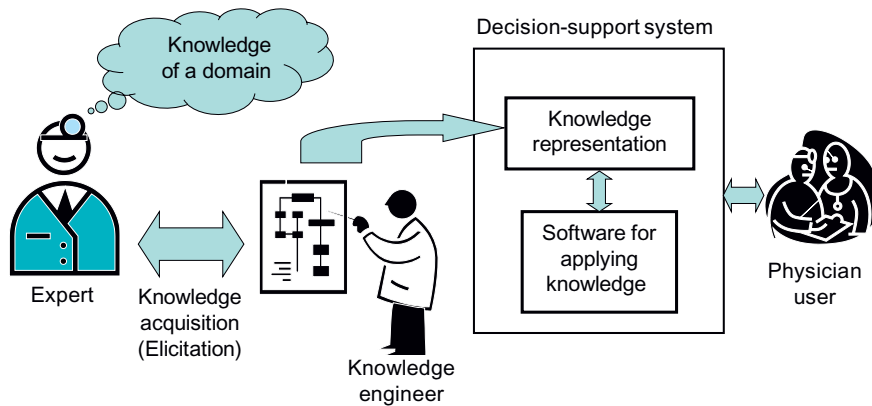 Decision-support system
Knowledge
of a domain
Knowledge
representation
Software for
applying
knowledge
Expert
Knowledge
acquisition
(Elicitation)
Knowledge
engineer
Physician
user